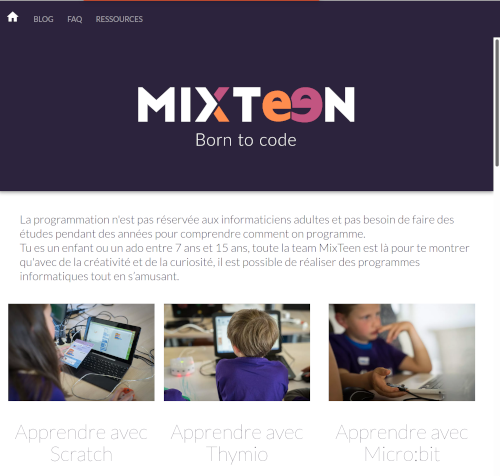 BLOG FAQ RESSOURCES
MIXTEEN
Born to code
La programmation n'est pas réservée aux informaticiens adultes et pas besoin de faire des
études pendant des années pour comprendre comment on programme.
Tu es un enfant ou un ado entre 7 ans et 15 ans, toute la team MixTeen est là pour te montrer
qu'avec de la créativité et de la curiosité, il est possible de réaliser des programmes
informatiques tout en s'amusant.
Apprendre avec Scratch
Apprendre avec Thymio
Apprendre avec Micro:bit